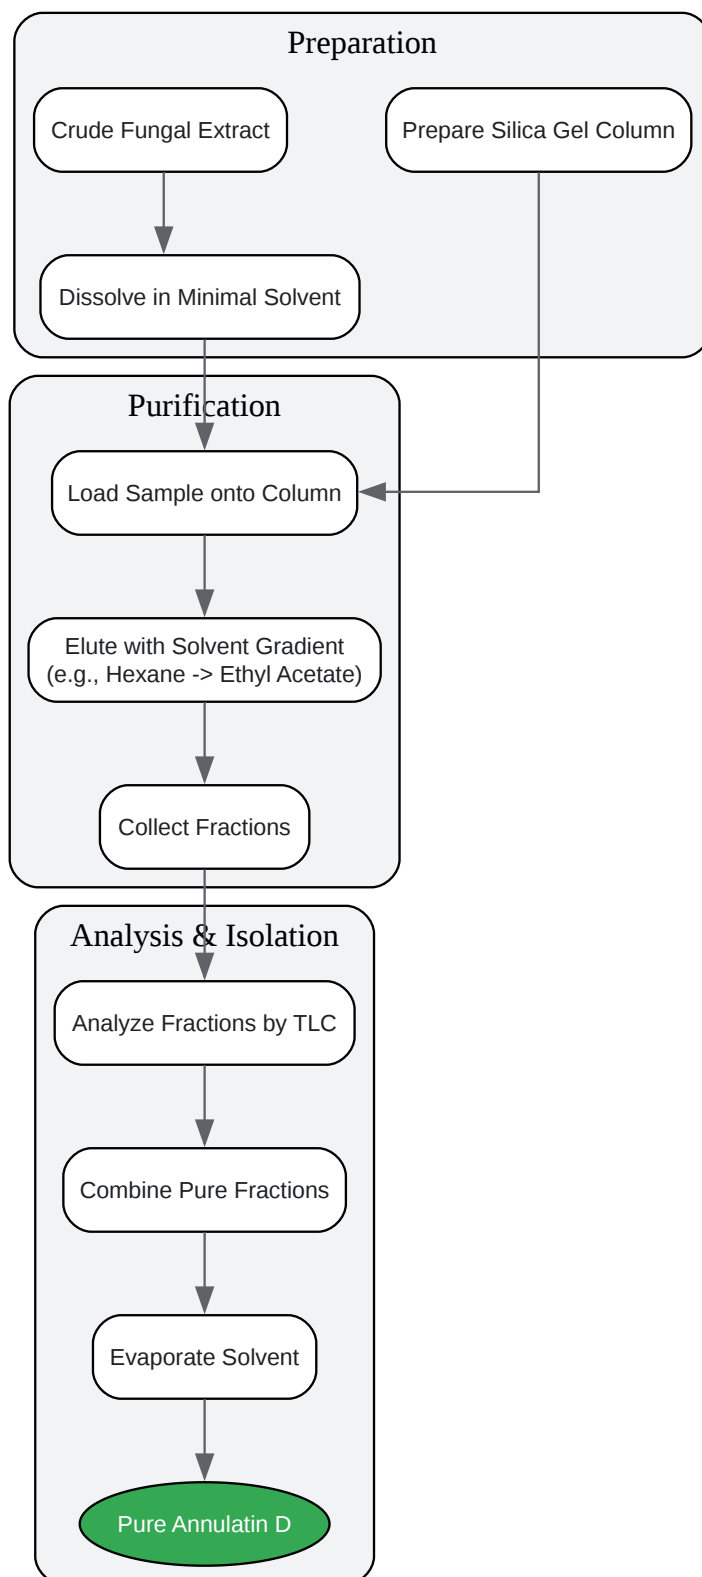 Preparation
Crude Fungal Extract
Prepare Silica Gel Column
Dissolve in Minimal Solvent
Purification
Load Sample onto Column
Elute with Solvent Gradient
(e.g., Hexane -> Ethyl Acetate)
Collect Fractions
Analysis & Isolation
Analyze Fractions by TLC
Combine Pure Fractions
Evaporate Solvent
Pure Annulatin D